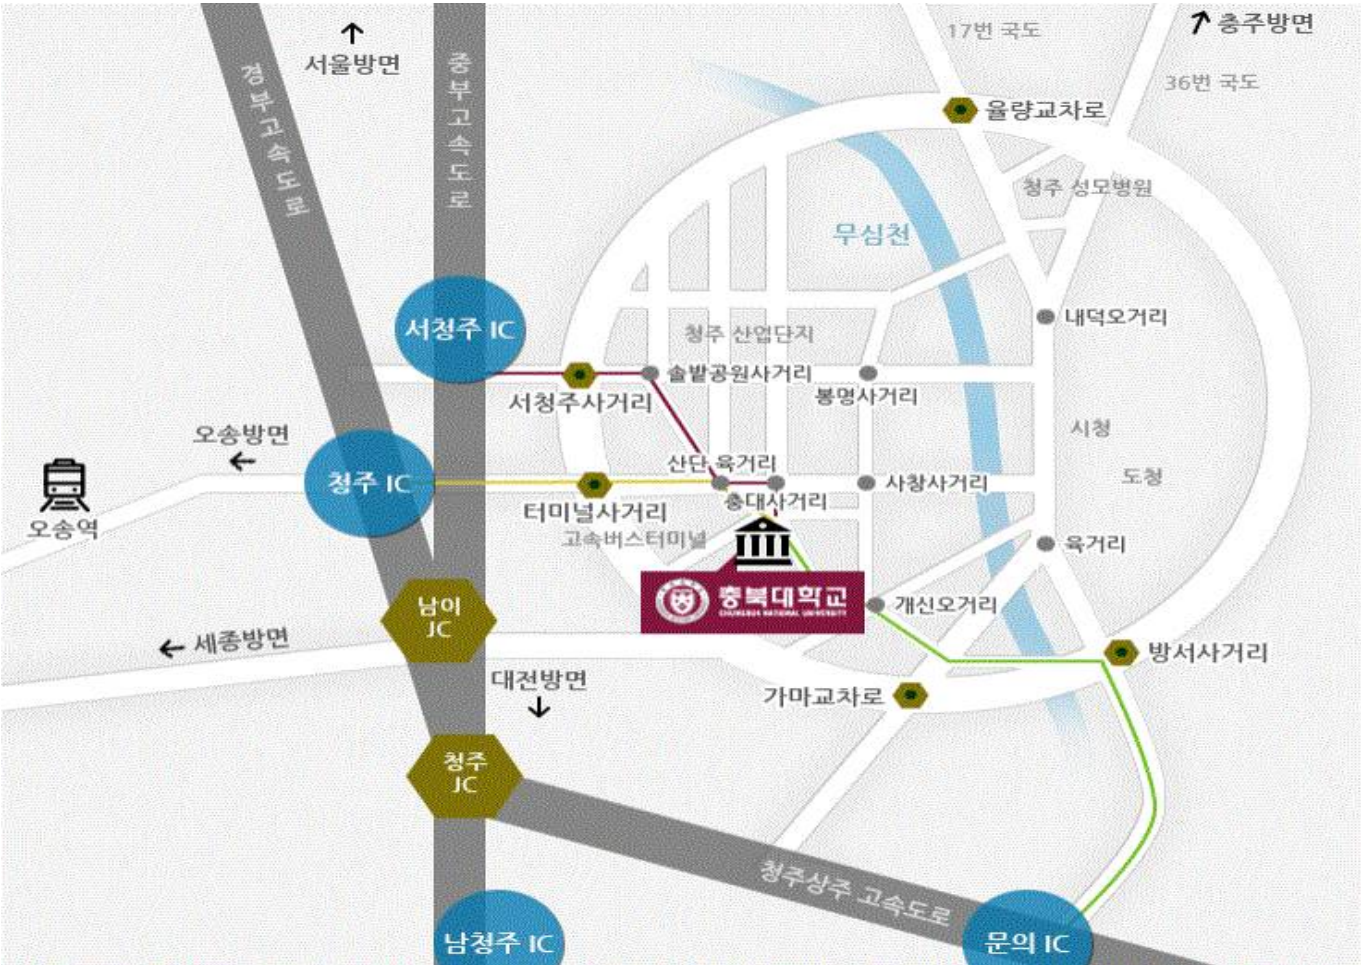 17번 국도
충주방면
서울방면
경부고속도로
중부고속도로
36번 국도
율량교차로
청주 성모병원
무심천
서청주 IC
내덕오거리
청주 산업단지
솔밭공원사거리
서청주사거리
봉명사거리
시청
오송방면
산단 육거리
도청
청주 IC
사창사거리
충대사거리
터미널사거리
오송역
고속버스터미널
육거리
충북대학교
CHUNGBUK NATIONAL UNIVERSITY
개신오거리
남이
JC
세종방면
방서사거리
대전방면
가마교차로
청주
JC
청주상주 고속도로
남청주 IC
문의 IC